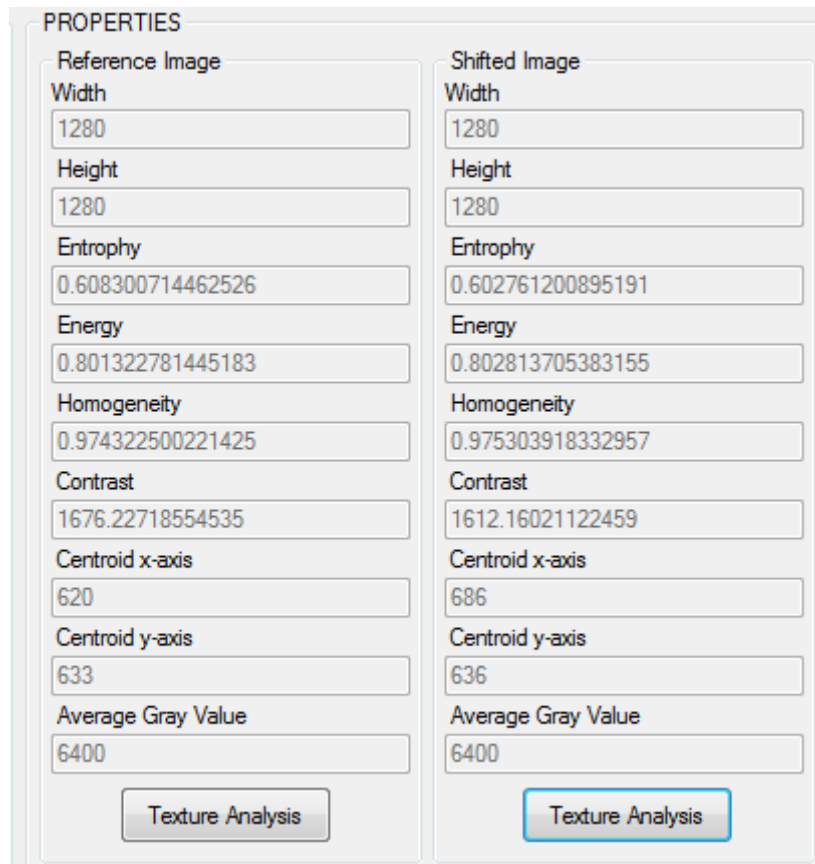 PROPERTIES
Reference Image
Width
1280
Height
1280
Entrophy
0.608300714462526
Energy
0.801322781445183
Homogeneity
0.974322500221425
Contrast
1676.22718554535
Centroid x-axis
620
Centroid y-axis
633
Average Gray Value
6400
Texture Analysis
Shifted Image
Width
1280
Height
1280
Entrophy
0.602761200895191
Energy
0.802813705383155
Homogeneity
0.975303918332957
Contrast
1612.16021122459
Centroid x-axis
686
Centroid y-axis
636
Average Gray Value
6400
Texture Analysis